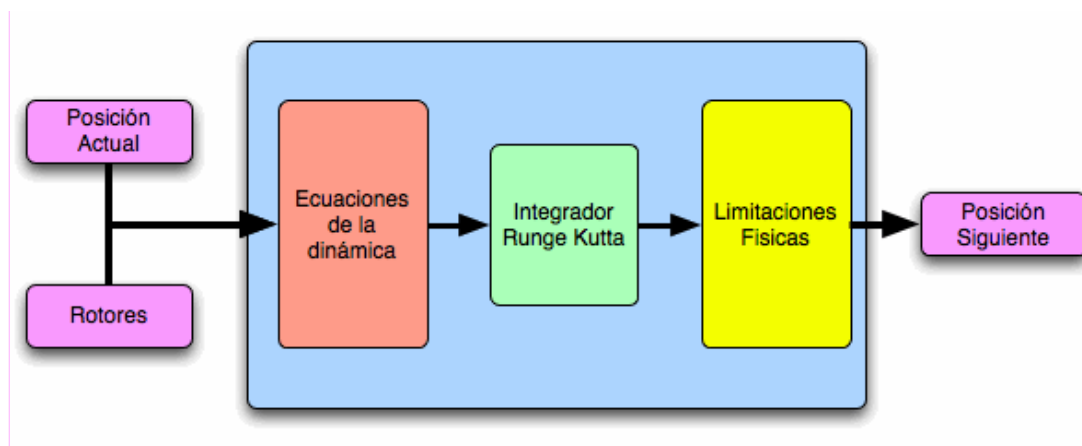 Posición
Actual
Rotores
Ecuaciones
de la
dinámica
Integrador
Runge Kutta
Limitaciones
Fisicas
Posición
Siguiente